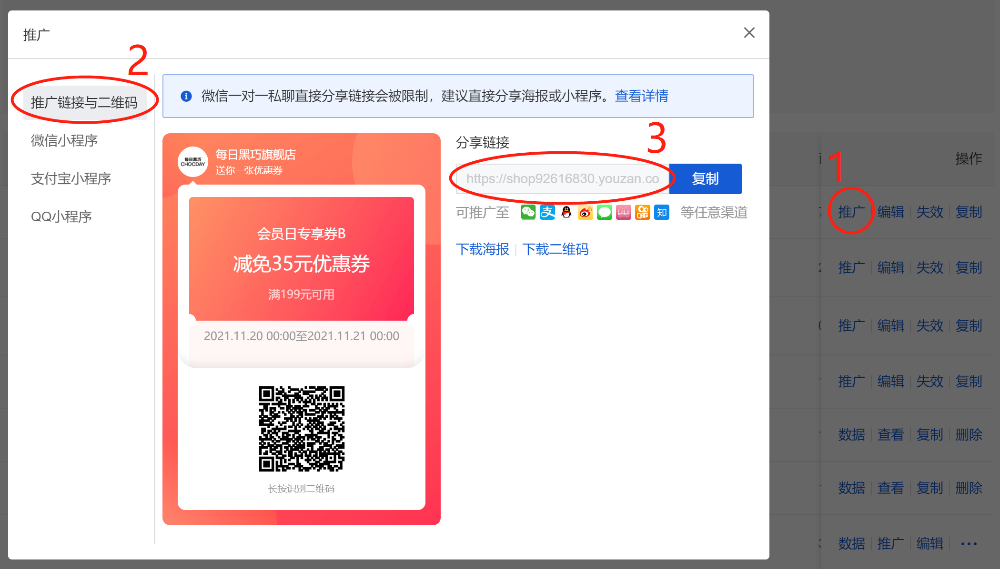 推广
2
推广链接与二维码
微信小程序
支付宝小程序
QQ小程序
微信一对一私聊直接分享链接会被限制，建议直接分享海报或小程序。查看详情
每日黑巧
CHOCDAY
每日黑巧旗舰店
送你一张优惠券
会员日专享券B
减免35元优惠券
满199元可用
2021.11.20 00:00至2021.11.21 00:00
长按识别二维码
分享链接
3
https://shop92616830.youzan.co
复制
可推广至 支 bilibili 知 等任意渠道
下载海报 下载二维码
1
操作
推广 编辑 失效 复制
推广 编辑 失效 复制
推广 编辑 失效 复制
推广 编辑 失效 复制
数据 查看 复制 删除
数据 查看 复制 删除
数据 推广 编辑 ···